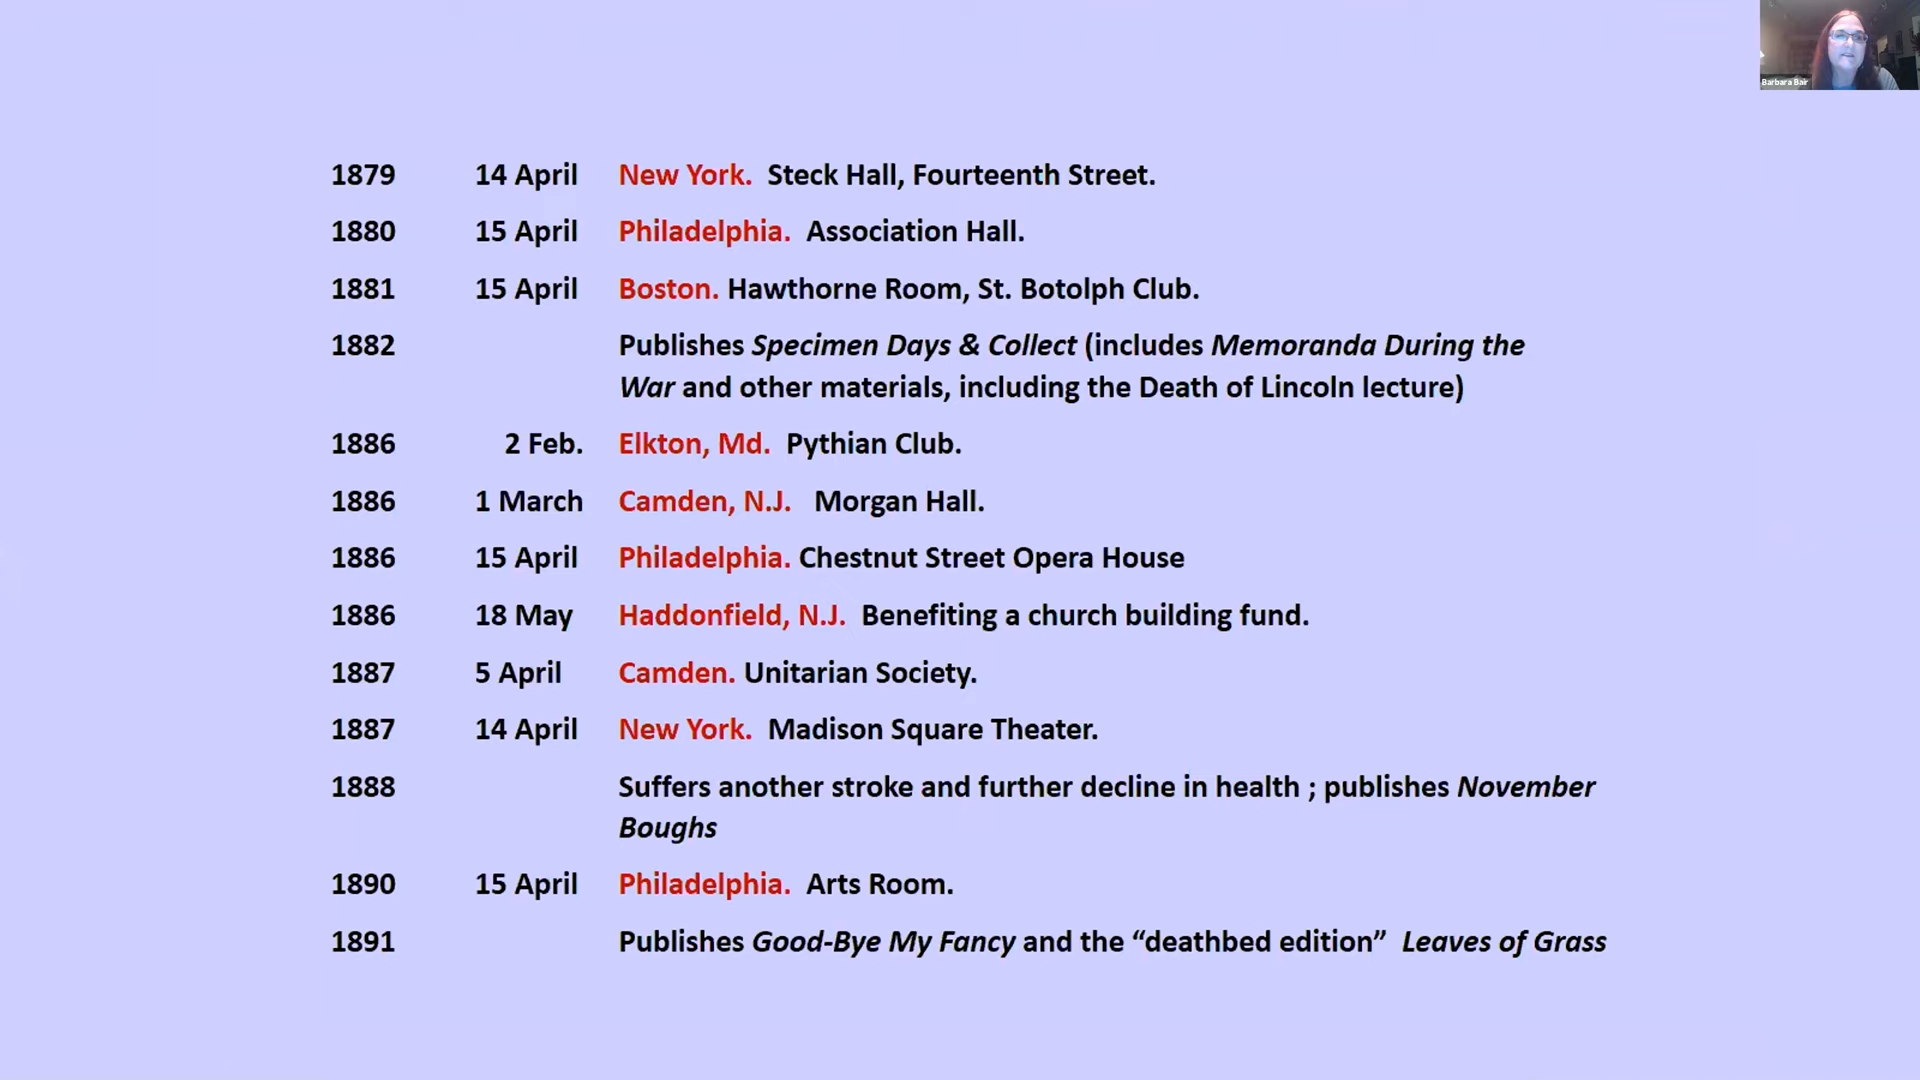 Barbara Bair
1879 14 April New York. Steck Hall, Fourteenth Street.
1880 15 April Philadelphia. Association Hall.
1881 15 April Boston. Hawthorne Room, St. Botolph Club.
1882 Publishes Specimen Days & Collect (includes Memoranda During the
War and other materials, including the Death of Lincoln lecture)
1886 2 Feb. Elkton, Md. Pythian Club.
1886 1 March Camden, N.J. Morgan Hall.
1886 15 April Philadelphia. Chestnut Street Opera House
1886 18 May Haddonfield, N.J. Benefiting a church building fund.
1887 5 April Camden. Unitarian Society.
1887 14 April New York. Madison Square Theater.
1888 Suffers another stroke and further decline in health ; publishes November
Boughs
1890 15 April Philadelphia. Arts Room.
1891 Publishes Good-Bye My Fancy and the “deathbed edition” Leaves of Grass